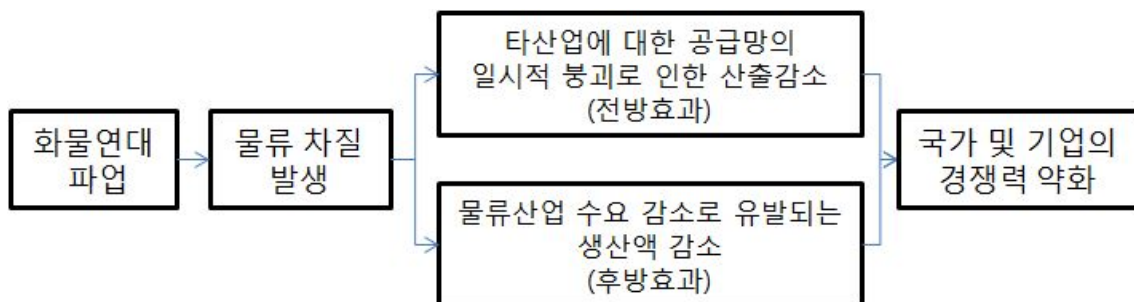 화물연대
파업
물류 차질
발생
타산업에 대한 공급망의
일시적 붕괴로 인한 산출감소
(전방효과)
물류산업 수요 감소로 유발되는
생산액 감소
(후방효과)
국가 및 기업의
경쟁력 약화